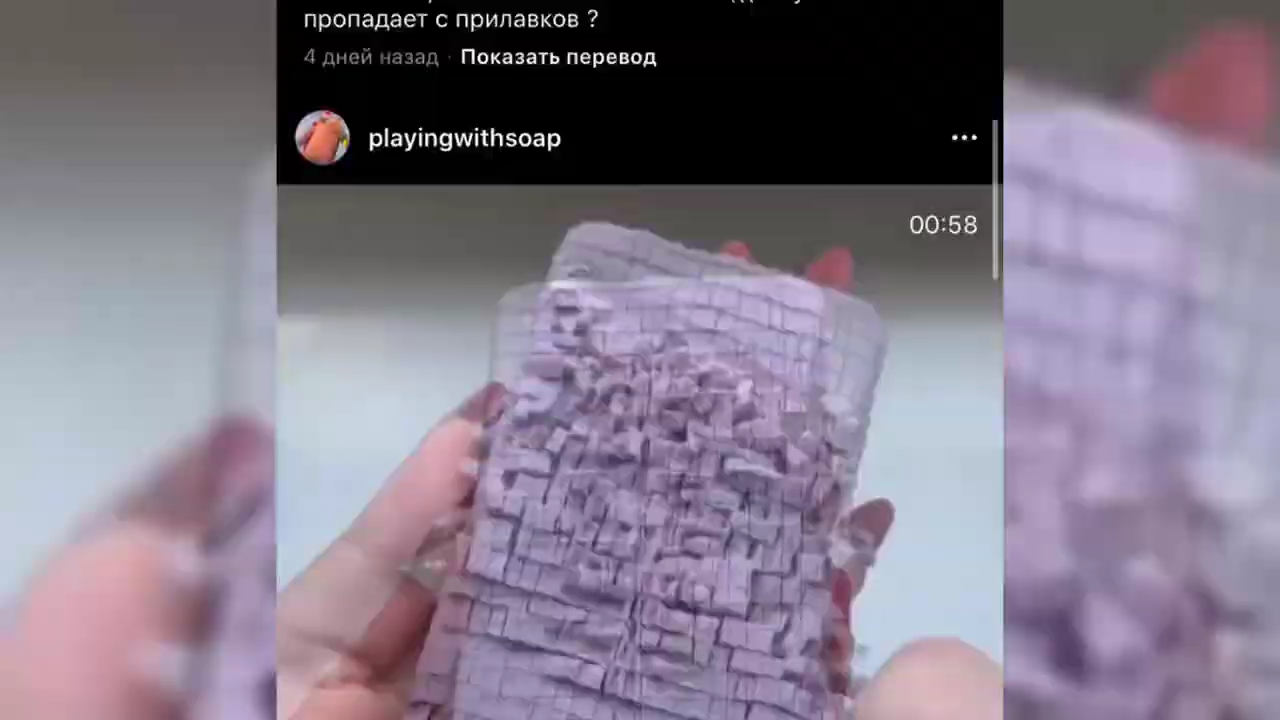 пропадает с прилавков ?
4 дней назад · Показать перевод
playingwithsoap
00:58